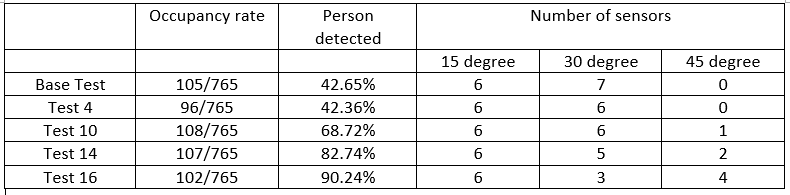 Occupancy rate Person detected Number of sensors
15 degree 30 degree 45 degree
Base Test 105/765 42.65% 6 7 0
Test 4 96/765 42.36% 6 6 0
Test 10 108/765 68.72% 6 6 1
Test 14 107/765 82.74% 6 5 2
Test 16 102/765 90.24% 6 3 4